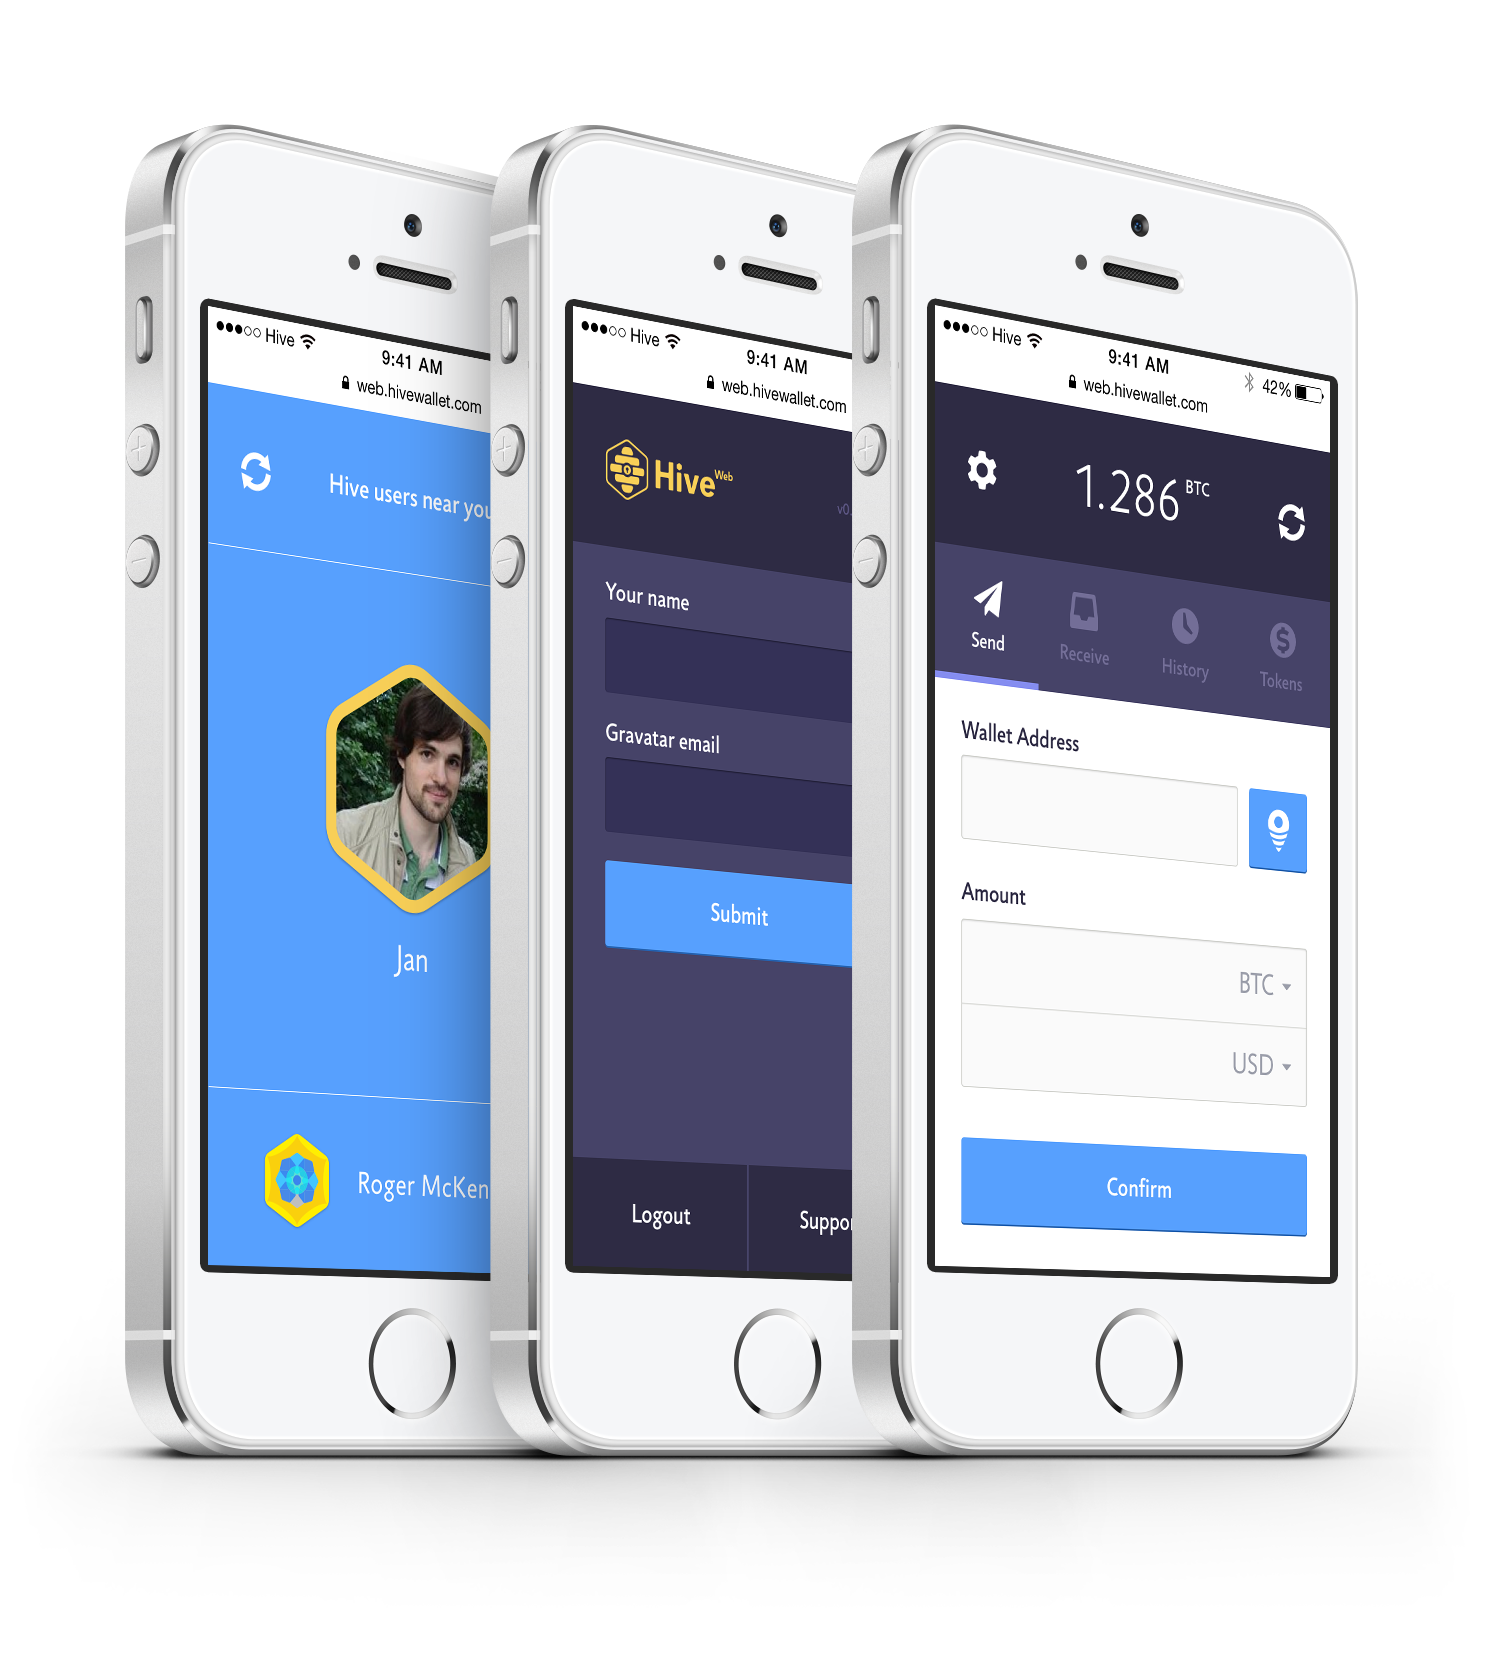 Hive
9:41 AM
web.hivewallet.com
Hive users near you
Jan
Roger McKen
Hive
9:41 AM
web.hivewallet.com
Hive Web
v0.
Your name
Gravatar email
Submit
Logout
Suppor
Hive
9:41 AM
42%
web.hivewallet.com
1.286 BTC
Send
Receive
History
Tokens
Wallet Address
Amount
BTC
USD
Confirm